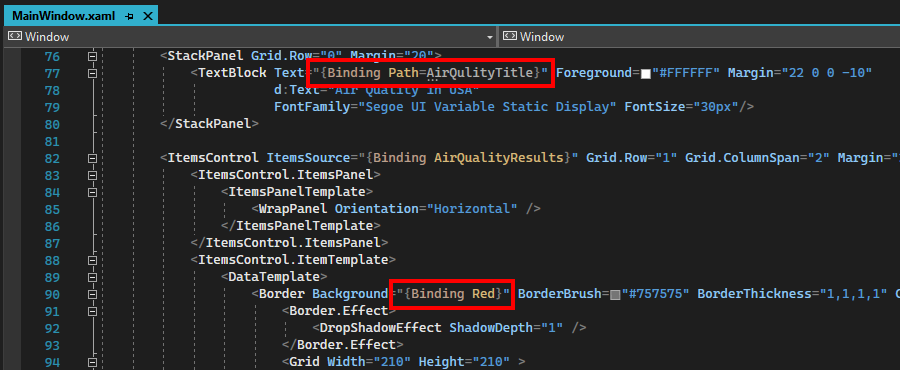 MainWindow.xaml
Window Window
76 <StackPanel Grid.Row="0" Margin="20">
77 <TextBlock Text="{Binding Path=AirQulityTitle}" Foreground="#FFFFFF" Margin="22 0 0 -10"
78 d:Text="Air Quality in USA"
79 FontFamily="Segoe UI Variable Static Display" FontSize="30px"/>
80 </StackPanel>
81
82 <ItemsControl ItemsSource="{Binding AirQualityResults}" Grid.Row="1" Grid.ColumnSpan="2" Margin="
83 <ItemsControl.ItemsPanel>
84 <ItemsPanelTemplate>
85 <WrapPanel Orientation="Horizontal" />
86 </ItemsPanelTemplate>
87 </ItemsControl.ItemsPanel>
88 <ItemsControl.ItemTemplate>
89 <DataTemplate>
90 <Border Background="{Binding Red}" BorderBrush="#757575" BorderThickness="1,1,1,1"
91 <Border.Effect>
92 <DropShadowEffect ShadowDepth="1" />
93 </Border.Effect>
94 <Grid Width="210" Height="210" >